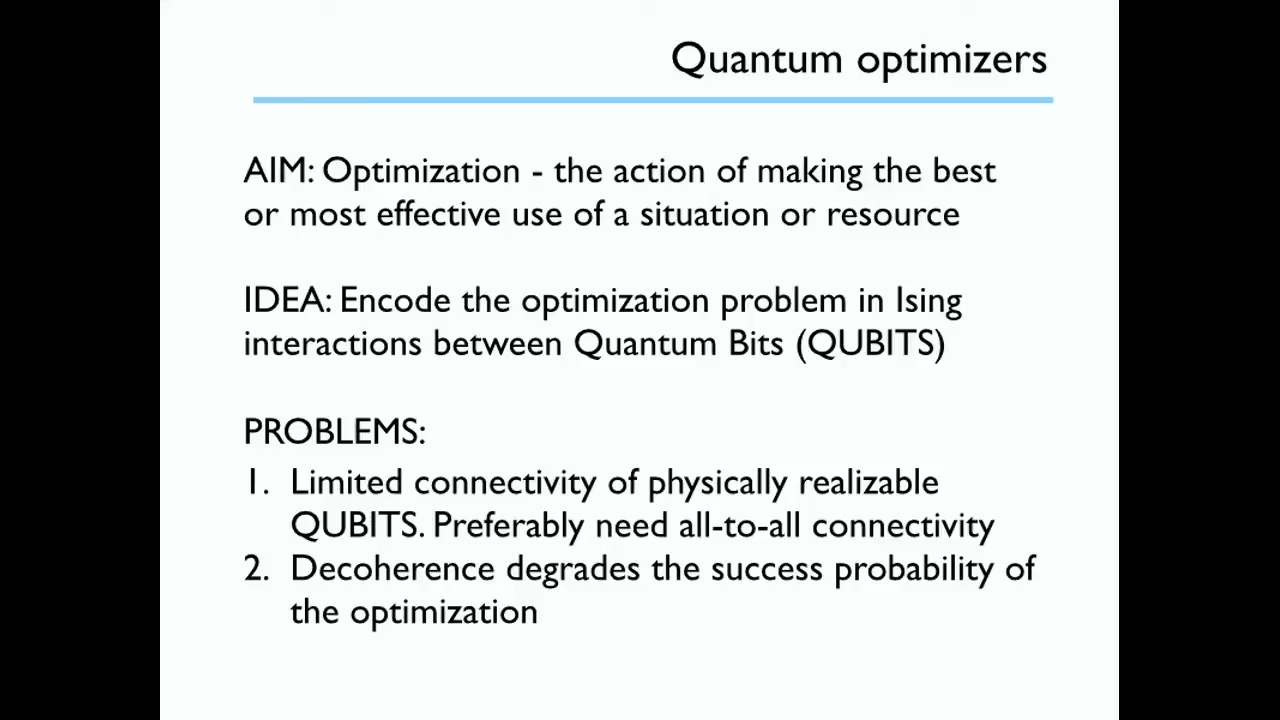 Quantum optimizers
AIM: Optimization - the action of making the best
or most effective use of a situation or resource
IDEA: Encode the optimization problem in Ising
interactions between Quantum Bits (QUBITS)
PROBLEMS:
1. Limited connectivity of physically realizable
QUBITS. Preferably need all-to-all connectivity
2. Decoherence degrades the success probability of
the optimization